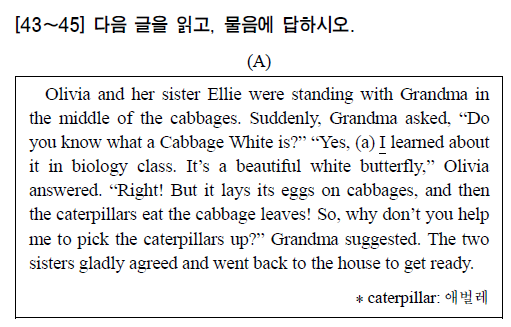 [43～45] 다음 글을 읽고, 물음에 답하시오.
(A)
Olivia and her sister Ellie were standing with Grandma in
the middle of the cabbages. Suddenly, Grandma asked, “Do
you know what a Cabbage White is?” “Yes, (a) I learned about
it in biology class. It’s a beautiful white butterfly,” Olivia
answered. “Right! But it lays its eggs on cabbages, and then
the caterpillars eat the cabbage leaves! So, why don’t you help
me to pick the caterpillars up?” Grandma suggested. The two
sisters gladly agreed and went back to the house to get ready.
* caterpillar: 애벌레